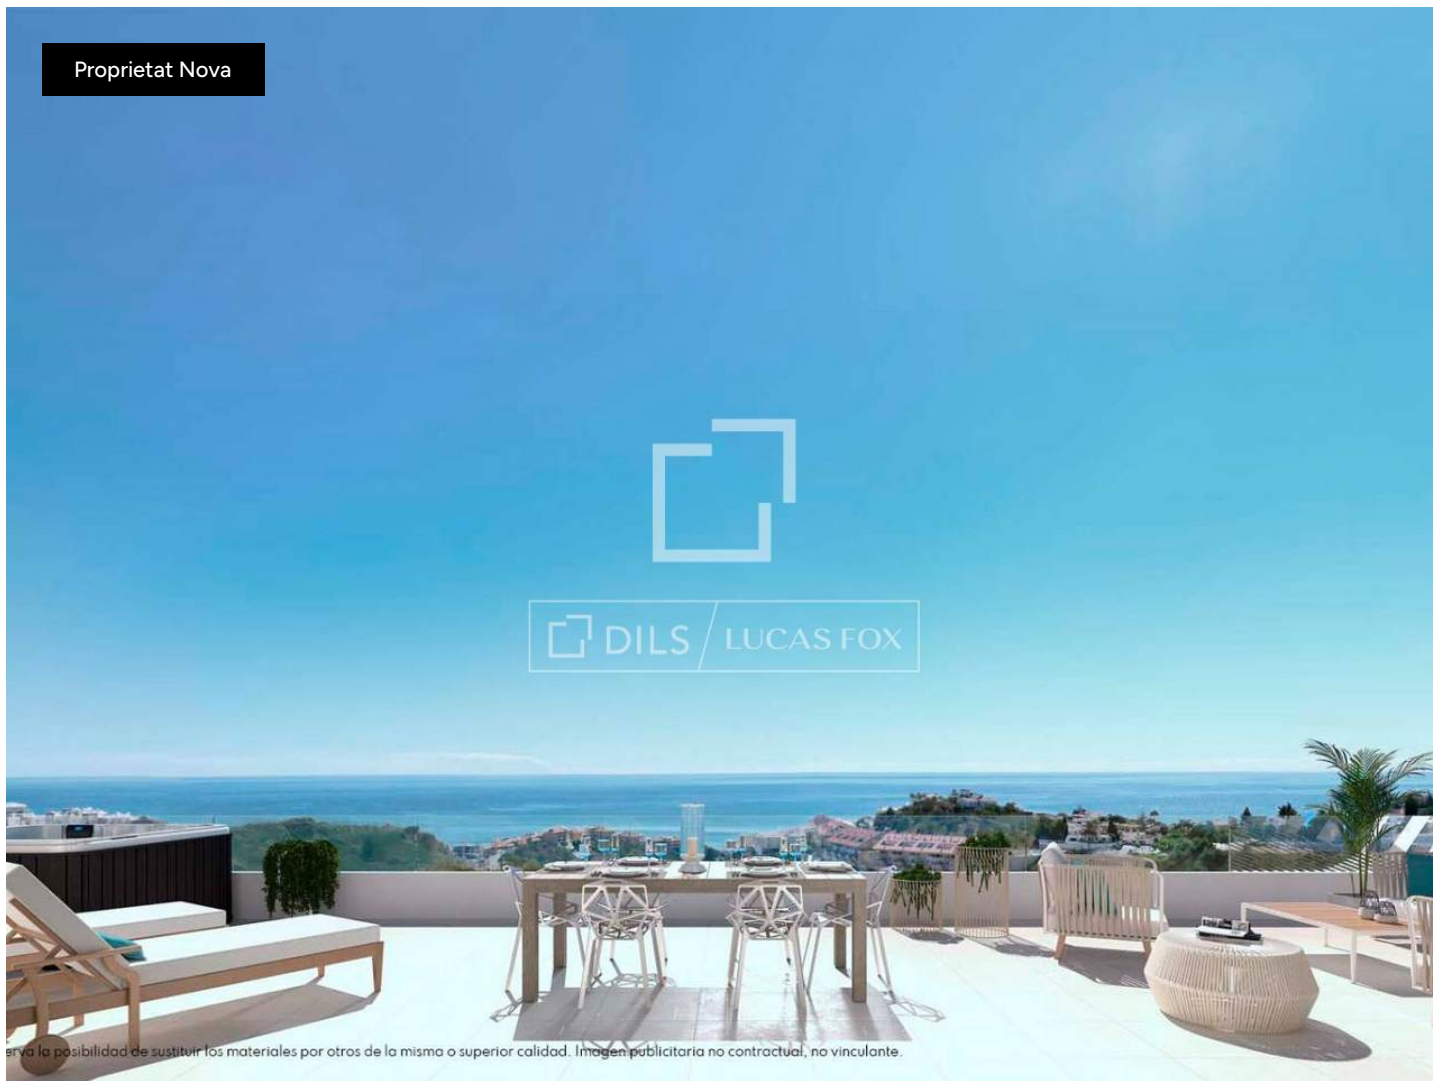 Proprietat Nova
DILS LUCAS FOX
la posibilidad de sustituir los materiales por otros de la misma o superior calidad. Imagen publicitaria no contractual, no vinculante.